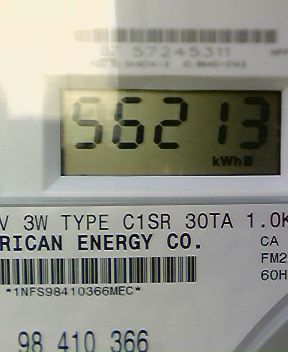 57245311
56213
kWh
V 3W TYPE C1SR 30TA 1.0K
RICAN ENERGY CO.
CA
FM2
60H
*1NFS98410366MEC*
98 410 366